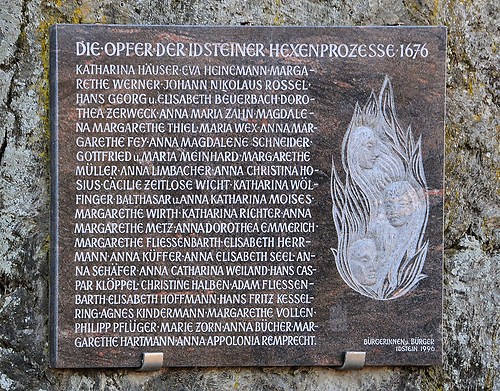 DIE OPFER·DER IDSTEINER HEXENPROZESSE·1676
KATHARINA HÄUSER·EVA HEINEMANN·MARGA-
RETHE WERNER·JOHANN NIKOLAUS ROSSEL·
HANS GEORG u. ELISABETH BEUERBACH·DORO-
THEA ZERWECK·ANNA MARIA ZAHN·MAGDALE-
NA MARGARETHE THIEL·MARIA WEX·ANNA MAR-
GARETHE FEY·ANNA MAGDALENE SCHNEIDER·
GOTTFRIED u. MARIA MEINHARD·MARGARETHE
MÜLLER·ANNA LIMBACHER·ANNA CHRISTINA HO-
SIUS·CÄCILIE ZEITLOSE WICHT·KATHARINA WÖL-
FINGER·BALTHASAR u. ANNA KATHARINA MOISES·
MARGARETHE WIRTH·KATHARINA RICHTER·ANNA
MARGARETHE METZ·ANNA DOROTHEA EMMERICH·
MARGARETHE FLIESSENBARTH·ELISABETH HERR-
MANN·ANNA KÜFFER·ANNA ELISABETH SEEL·AN-
NA SEHÄFER·ANNA CATHARINA WEILAND·HANS CAS-
PAR KLÖPPEL·CHRISTINE HALBEN·ADAM FLIESSEN-
BARTH·ELISABETH HOFFMANN·HANS FRITZ KESSEL-
RING·AGNES KINDERMANN·MARGARETHE VOLLEN·
PHILIPP PFLÜGER·MARIE ZORN·ANNA BÜCHER·MAR-
GARETHE HARTMANN·ANNA·APPOLONIA REMPRECHT.
BÜRGERINNEN u. BÜRGER
IDSTEIN 1996